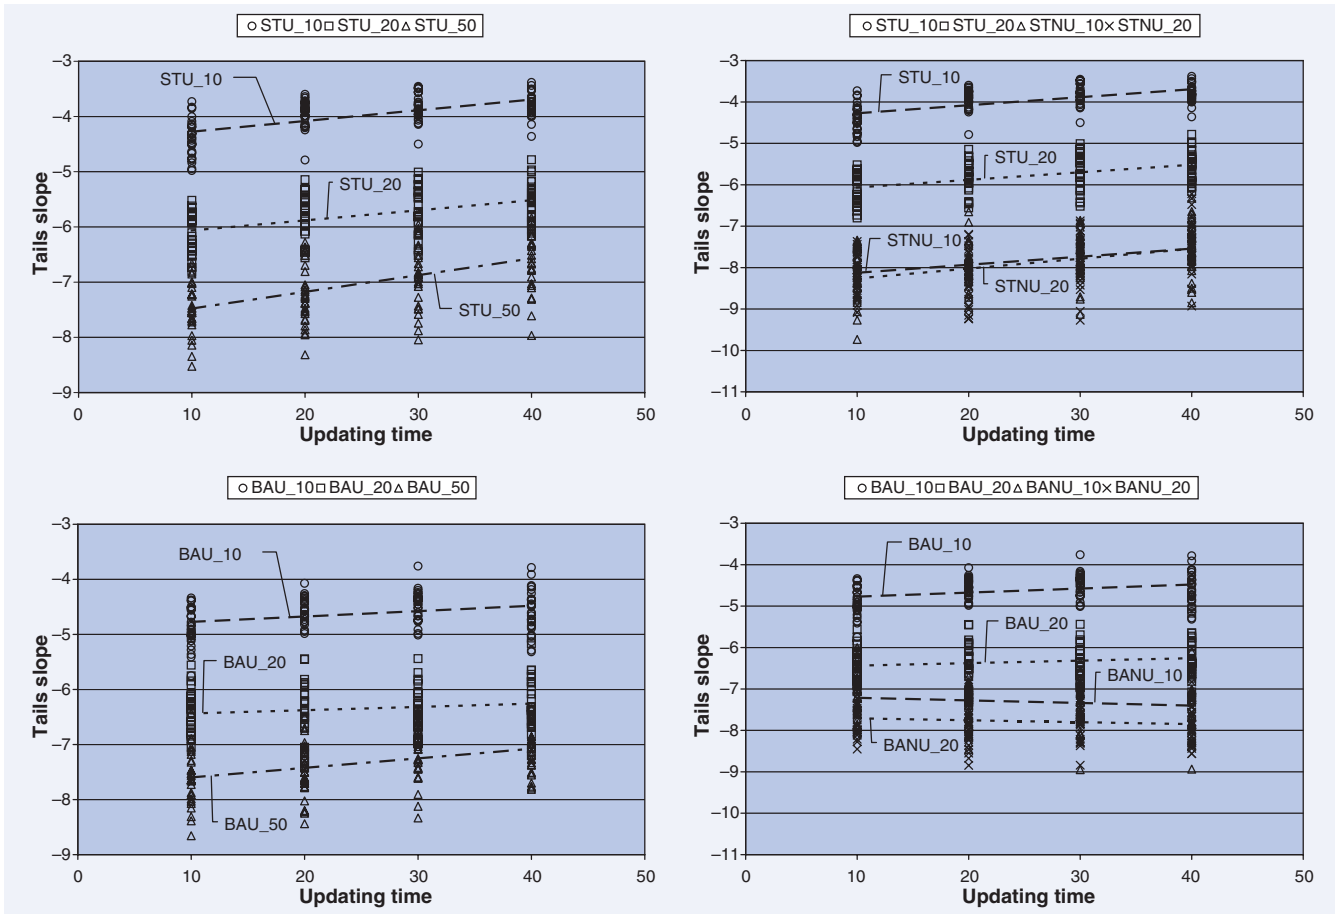 STU_10 STU_20 STU_50
−3
−4
−5
−6
−7
−8
−9
Tails slope
STU_10
STU_20
STU_50
0 10 20 30 40 50
Updating time
STU_10 STU_20 STNU_10 STNU_20
−3
−4
−5
−6
−7
−8
−9
−10
−11
Tails slope
STU_10
STU_20
STNU_10
STNU_20
0 10 20 30 40 50
Updating time
BAU_10 BAU_20 BAU_50
−3
−4
−5
−6
−7
−8
−9
Tails slope
BAU_10
BAU_20
BAU_50
0 10 20 30 40 50
Updating time
BAU_10 BAU_20 BANU_10 BANU_20
−3
−4
−5
−6
−7
−8
−9
−10
−11
Tails slope
BAU_10
BAU_20
BANU_10
BANU_20
0 10 20 30 40 50
Updating time